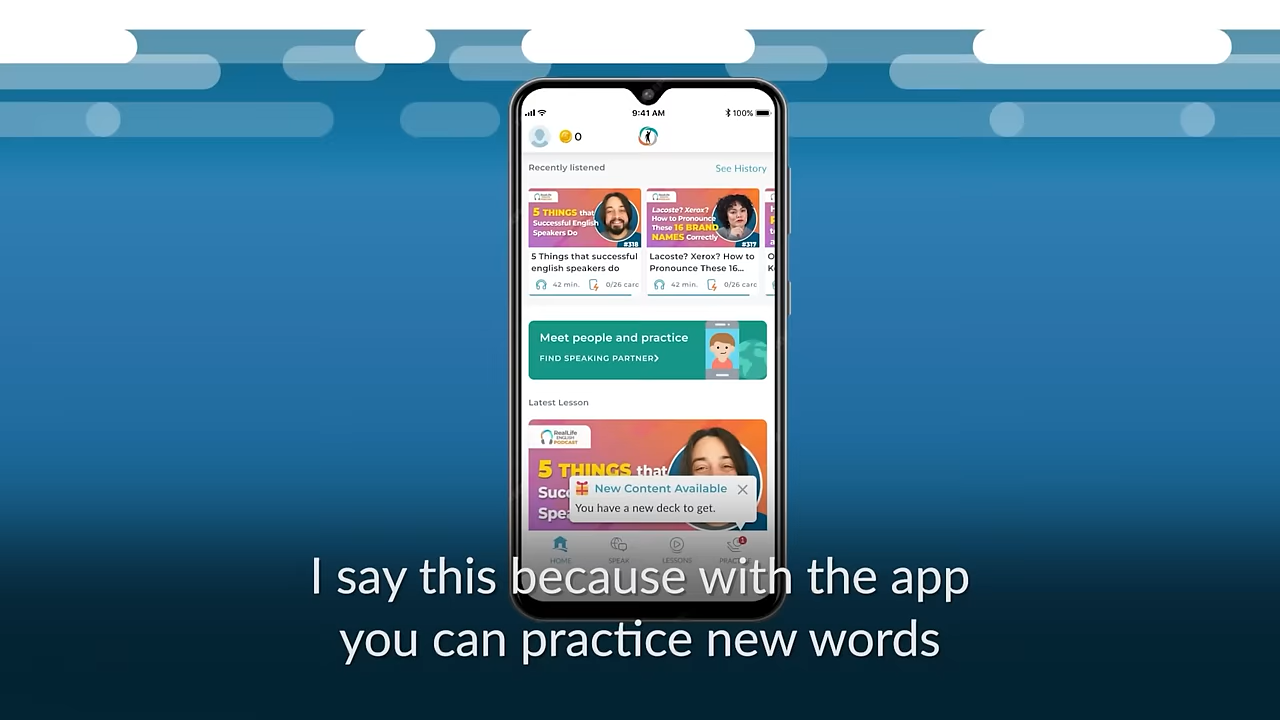 9:41 AM
100%
0
Recently listened
See History
5 THINGS that
Successful English
Speakers Do
#318
Lacoste? Xerox?
How to Pronounce
These 16 BRAND
NAMES Correctly
#317
5 Things that successful
english speakers do
42 min.
0/26 carc
Lacoste? Xerox? How to
Pronounce These 16...
42 min.
0/26 carc
Meet people and practice
FIND SPEAKING PARTNER
Latest Lesson
RealLife
ENGLISH
PODCAST
5 THINGS that
Succ
Spea
New Content Available
You have a new deck to get.
1
HOME
SPEAK
LESSONS
I say this because with the app
you can practice new words